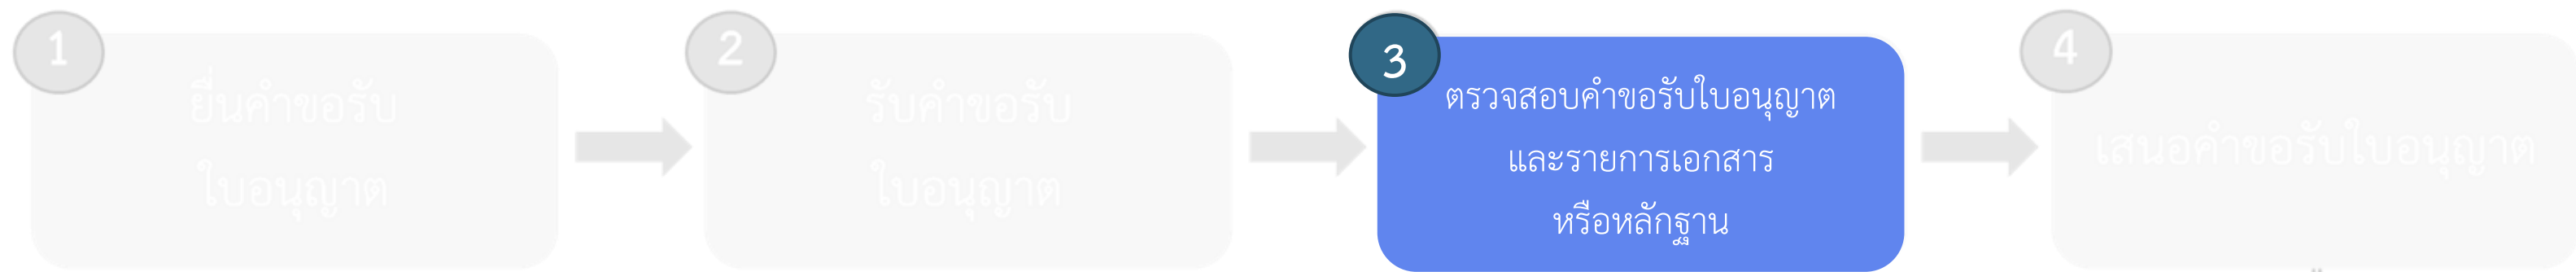 1
ยื่นคำขอรับ
ใบอนุญาต
2
รับคำขอรับ
ใบอนุญาต
3
ตรวจสอบคำขอรับใบอนุญาต
และรายการเอกสาร
หรือหลักฐาน
4
เสนอคำขอรับใบอนุญาต